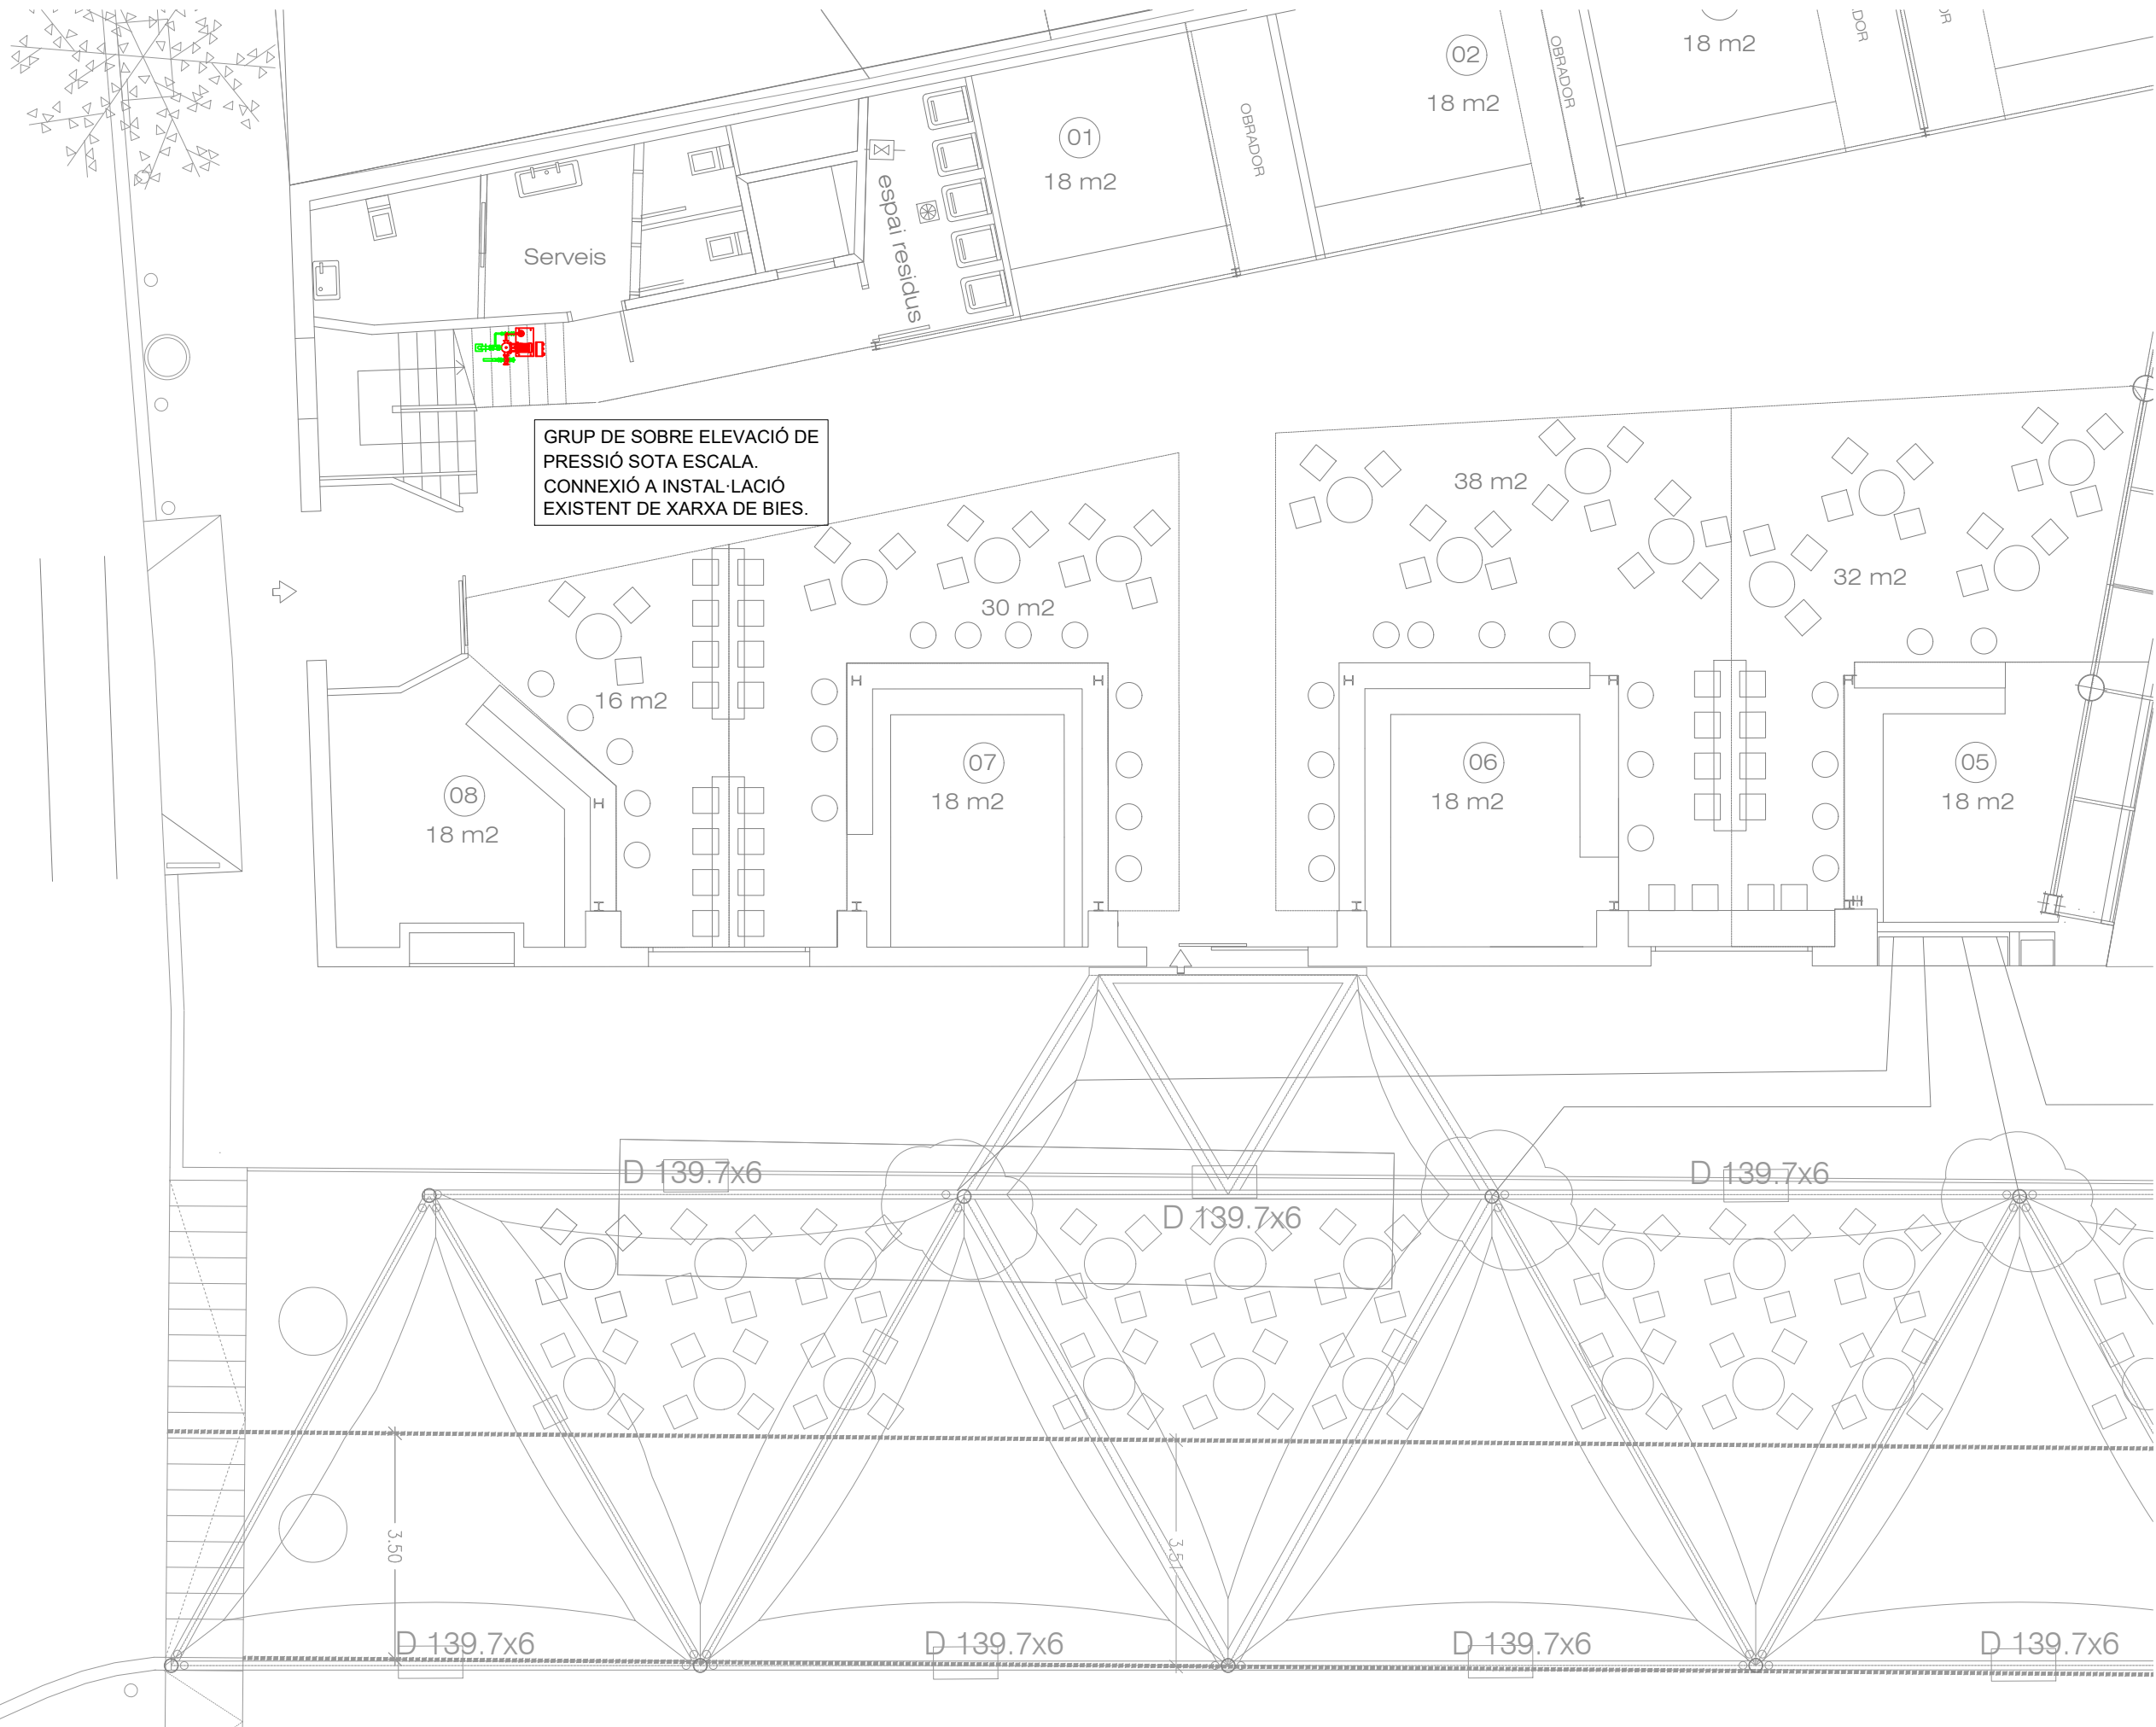 18 m2
DOR
02
18 m2
OBRADOR
01
18 m2
OBRADOR
espai residus
Serveis
GRUP DE SOBRE ELEVACIÓ DE
PRESSIÓ SOTA ESCALA.
CONNEXIÓ A INSTAL·LACIÓ
EXISTENT DE XARXA DE BIES.
38 m2
32 m2
30 m2
16 m2
08
18 m2
07
18 m2
06
18 m2
05
18 m2
D 139.7x6
D 139.7x6
D 139.7x6
3.50
3.51
D 139.7x6
D 139.7x6
D 139.7x6
D 139.7x6